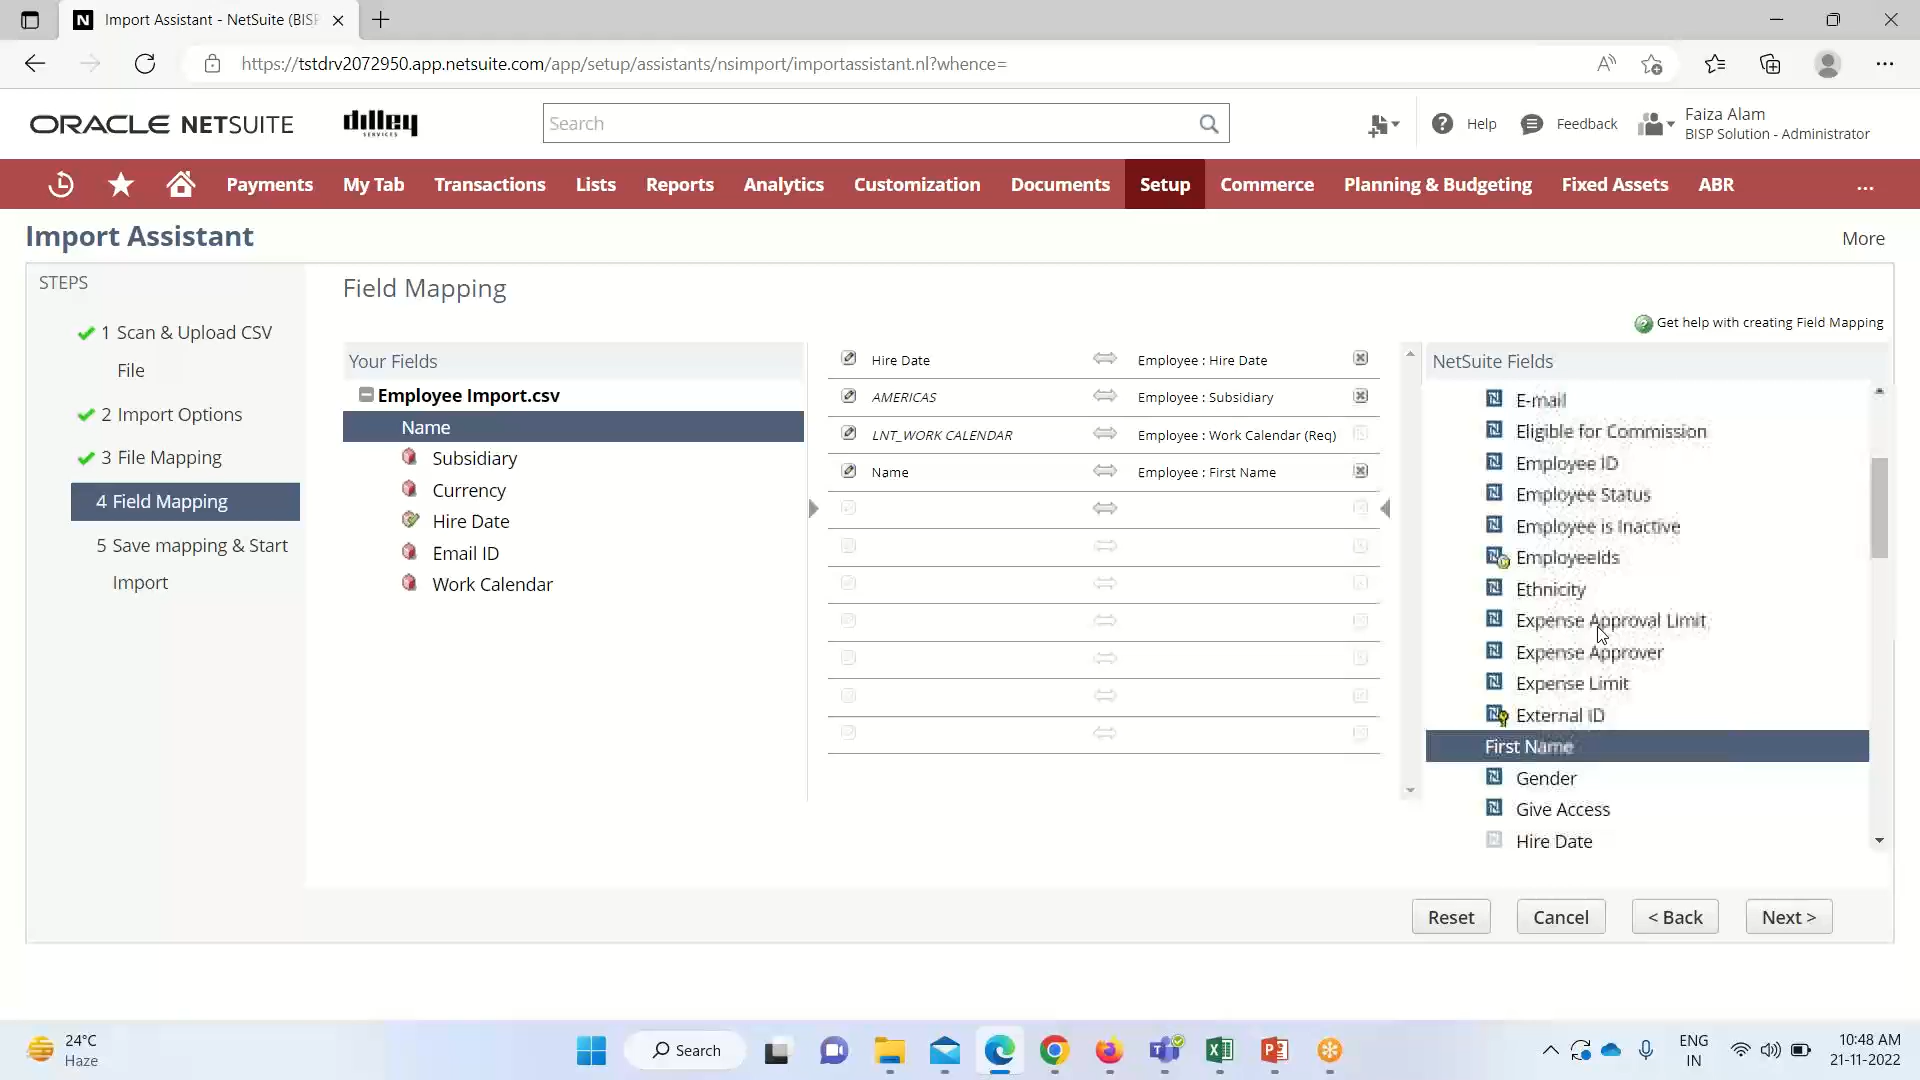 Import Assistant - NetSuite (BISP
https://tstdrv2072950.app.netsuite.com/app/setup/assistants/nsimport/importassistant.nl?whence=
ORACLE NETSUITE
dilley
SERVICES
Search
Help
Feedback
Faiza Alam
BISP Solution - Administrator
Payments
My Tab
Transactions
Lists
Reports
Analytics
Customization
Documents
Setup
Commerce
Planning & Budgeting
Fixed Assets
ABR
...
Import Assistant
More
STEPS
1 Scan & Upload CSV
File
2 Import Options
3 File Mapping
4 Field Mapping
5 Save mapping & Start
Import
Field Mapping
Get help with creating Field Mapping
Your Fields
Employee Import.csv
Name
Subsidiary
Currency
Hire Date
Email ID
Work Calendar
Hire Date Employee : Hire Date
AMERICAS Employee : Subsidiary
LNT_WORK CALENDAR Employee : Work Calendar (Req)
Name Employee : First Name
NetSuite Fields
E-mail
Eligible for Commission
Employee ID
Employee Status
Employee is Inactive
EmployeeIds
Ethnicity
Expense Approval Limit
Expense Approver
Expense Limit
External ID
First Name
Gender
Give Access
Hire Date
Reset
Cancel
< Back
Next >
24°C
Haze
Search
ENG
IN
10:48 AM
21-11-2022